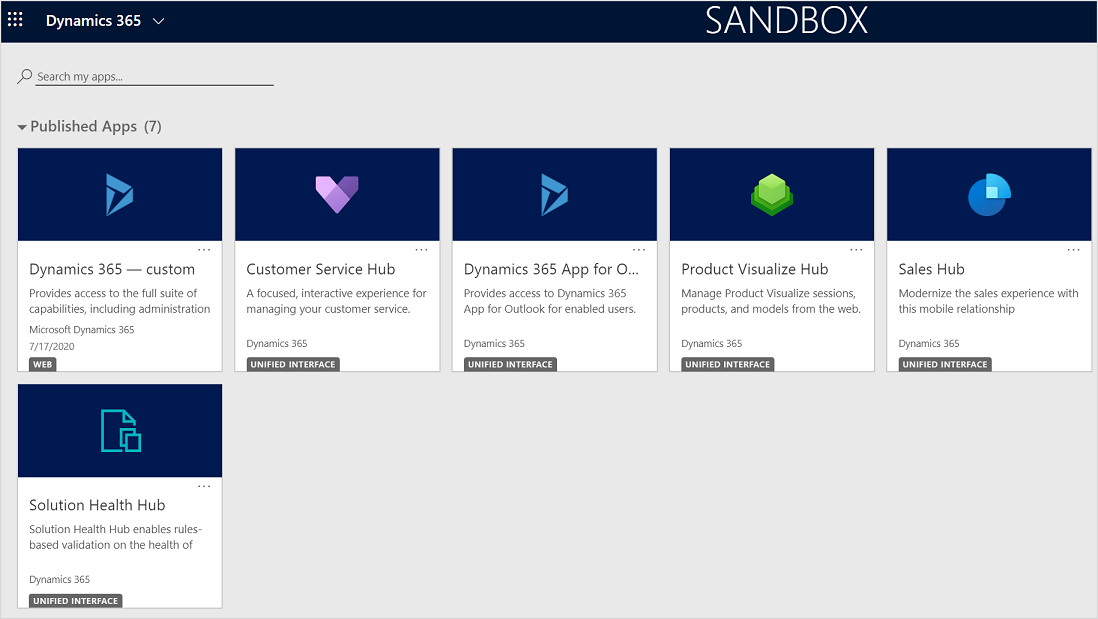 Dynamics 365
SANDBOX
Search my apps...
Published Apps (7)
...
Dynamics 365 — custom
Provides access to the full suite of
capabilities, including administration
Microsoft Dynamics 365
7/17/2020
WEB
...
Customer Service Hub
A focused, interactive experience for
managing your customer service.
Dynamics 365
UNIFIED INTERFACE
...
Dynamics 365 App for O...
Provides access to Dynamics 365
App for Outlook for enabled users.
Dynamics 365
UNIFIED INTERFACE
...
Product Visualize Hub
Manage Product Visualize sessions,
products, and models from the web.
Dynamics 365
UNIFIED INTERFACE
...
Sales Hub
Modernize the sales experience with
this mobile relationship
Dynamics 365
UNIFIED INTERFACE
...
Solution Health Hub
Solution Health Hub enables rules-
based validation on the health of
Dynamics 365
UNIFIED INTERFACE